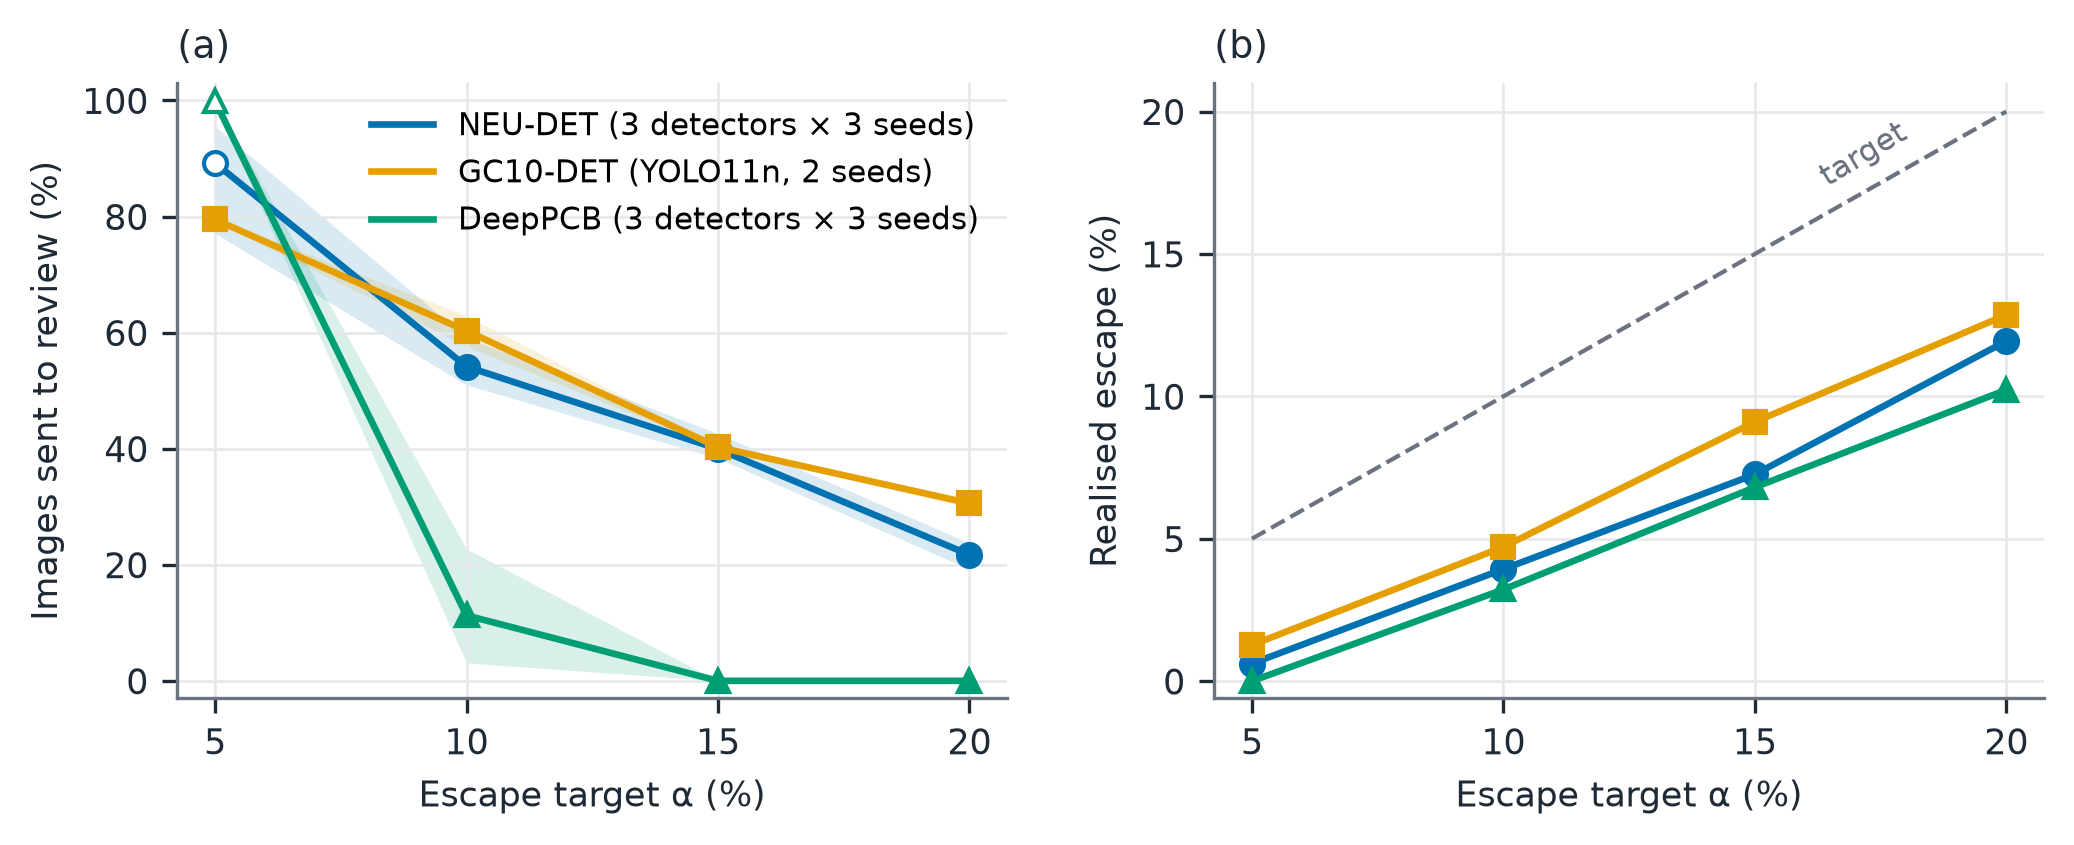 (a)
Images sent to review (%)
100
80
60
40
20
0
NEU-DET (3 detectors × 3 seeds)
GC10-DET (YOLO11n, 2 seeds)
DeepPCB (3 detectors × 3 seeds)
5 10 15 20
Escape target α (%)
(b)
Realised escape (%)
20
15
10
5
0
target
5 10 15 20
Escape target α (%)